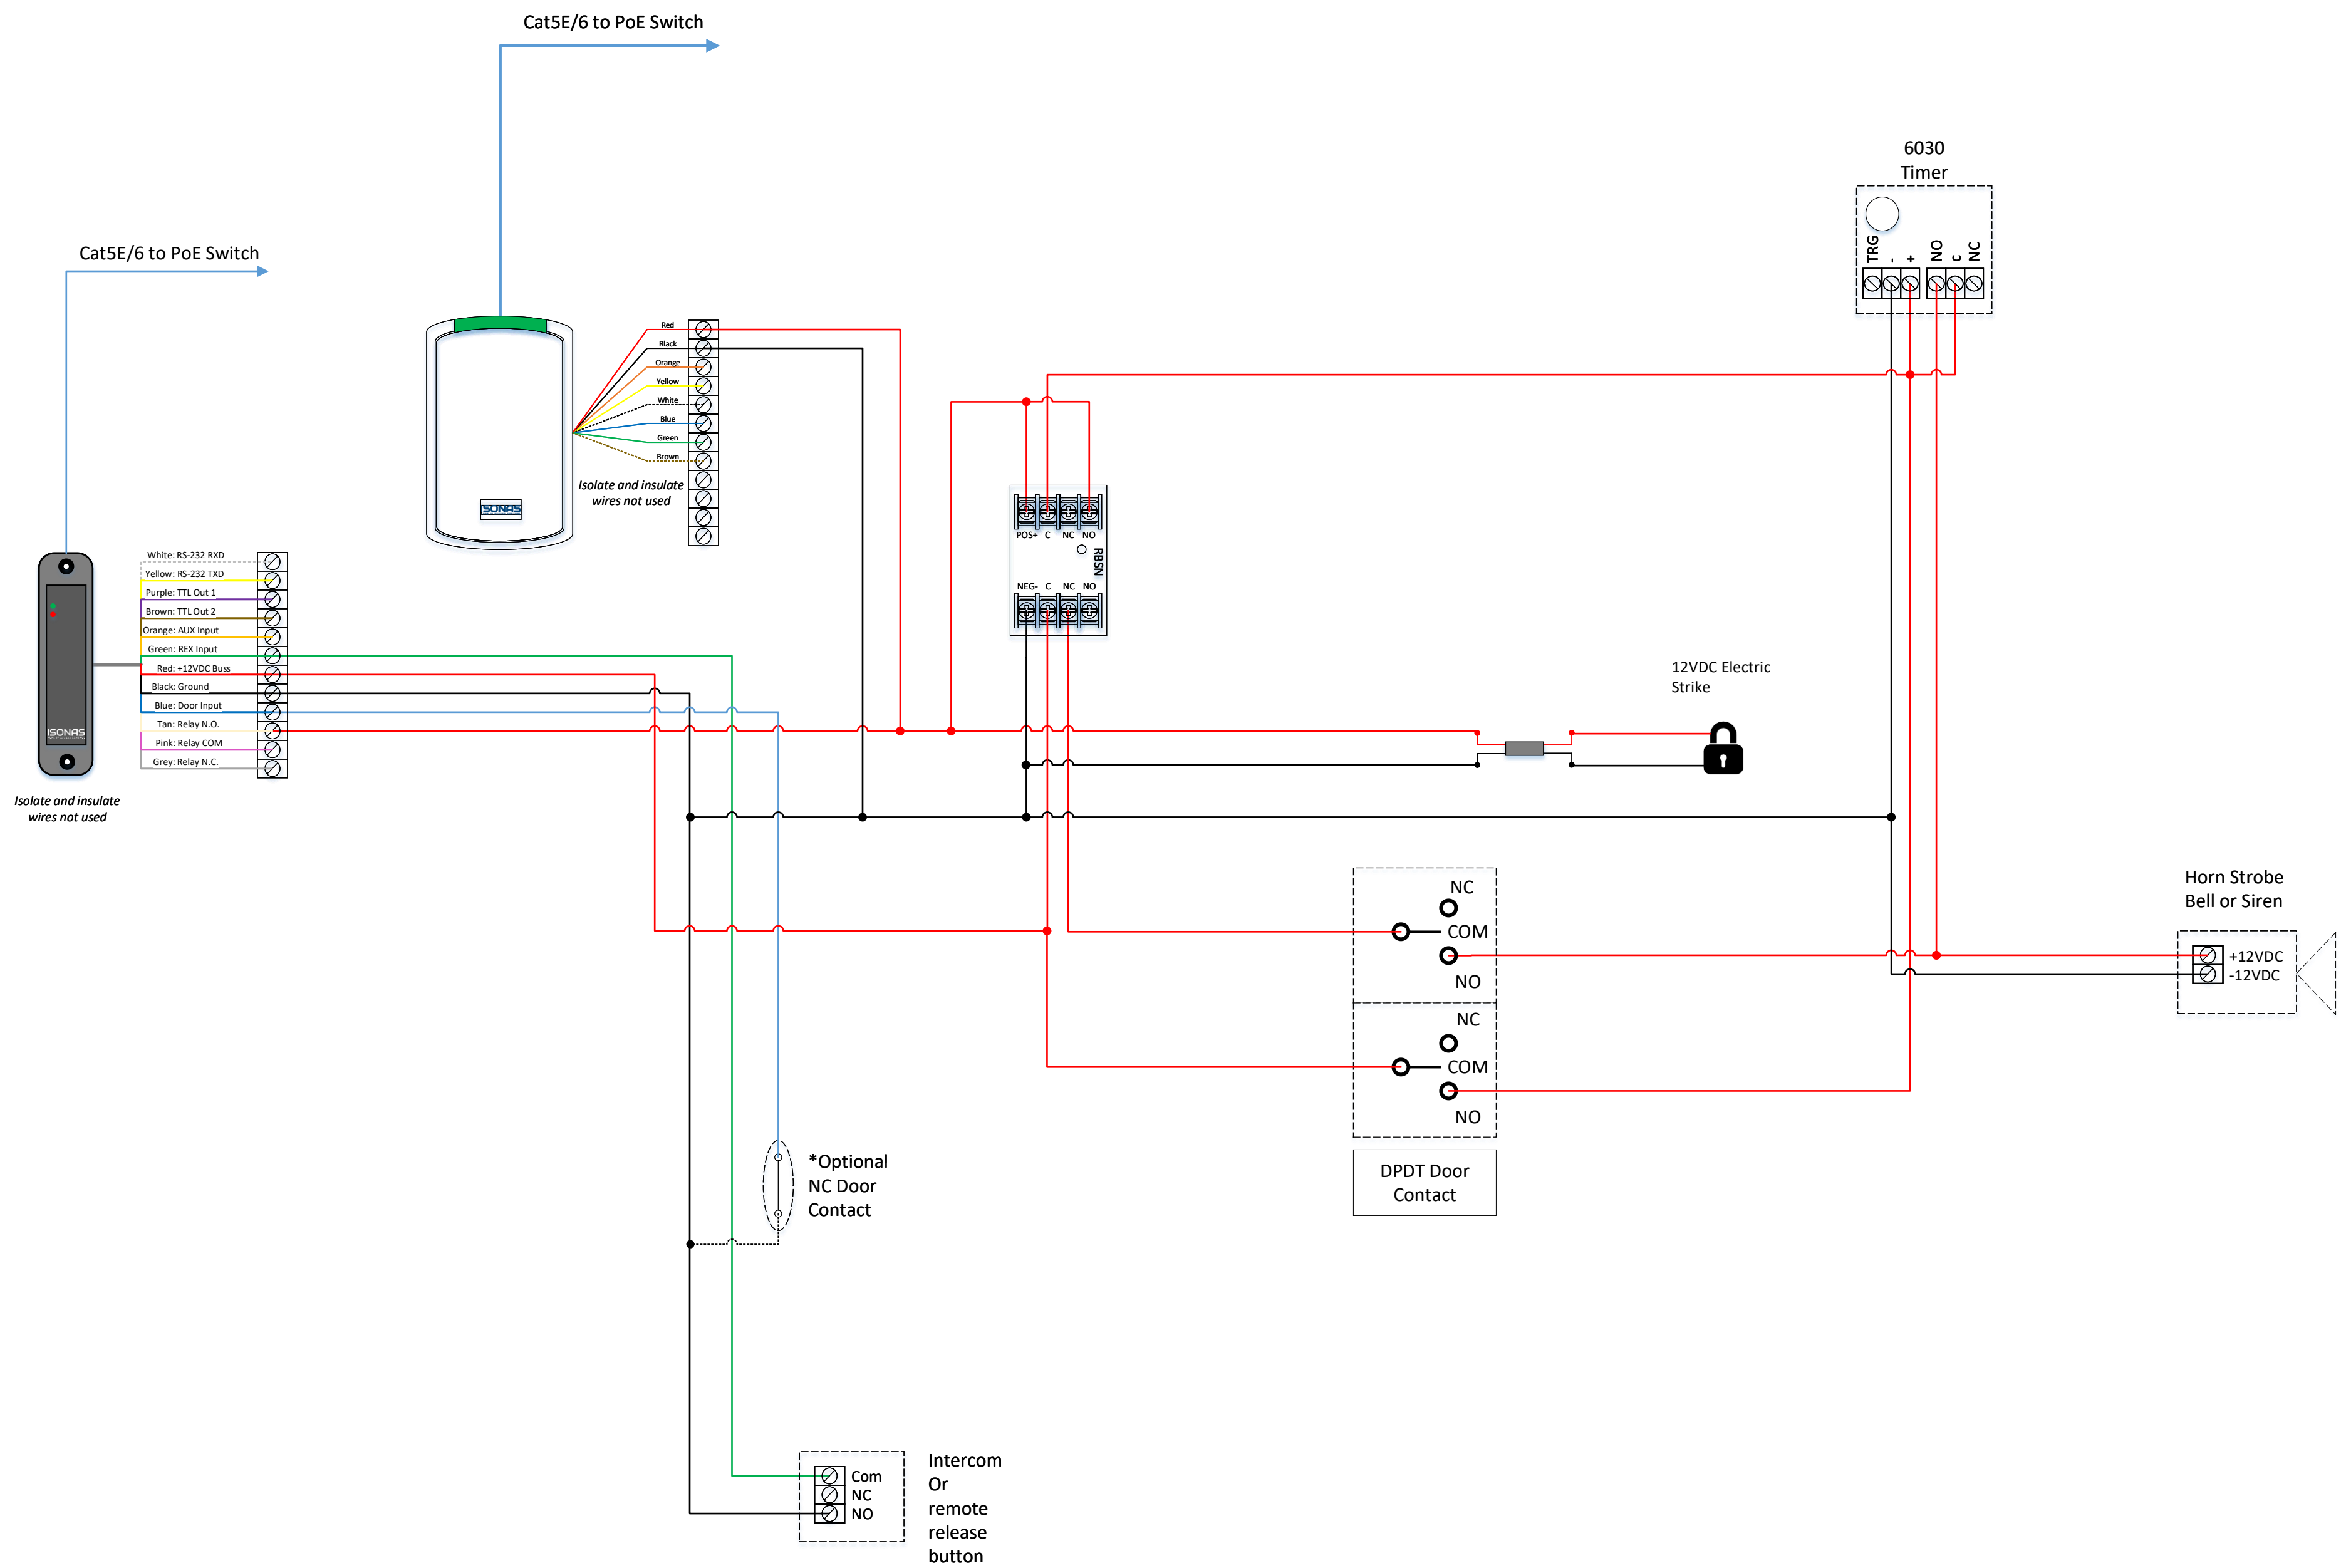 Cat5E/6 to PoE Switch
6030
Timer
TRG
-
+
NO
C
NC
Cat5E/6 to PoE Switch
Red
Black
Orange
Yellow
White
Blue
Green
Brown
Isolate and insulate
wires not used
ISONAS
POS+ C NC NO
RBSN
NEG- C NC NO
White: RS-232 RXD
Yellow: RS-232 TXD
Purple: TTL Out 1
Brown: TTL Out 2
Orange: AUX Input
Green: REX Input
Red: +12VDC Buss
Black: Ground
Blue: Door Input
Tan: Relay N.O.
Pink: Relay COM
Grey: Relay N.C.
ISONAS
Isolate and insulate
wires not used
12VDC Electric
Strike
NC
COM
NO
NC
COM
NO
DPDT Door
Contact
Horn Strobe
Bell or Siren
+12VDC
-12VDC
*Optional
NC Door
Contact
Com
NC
NO
Intercom
Or
remote
release
button